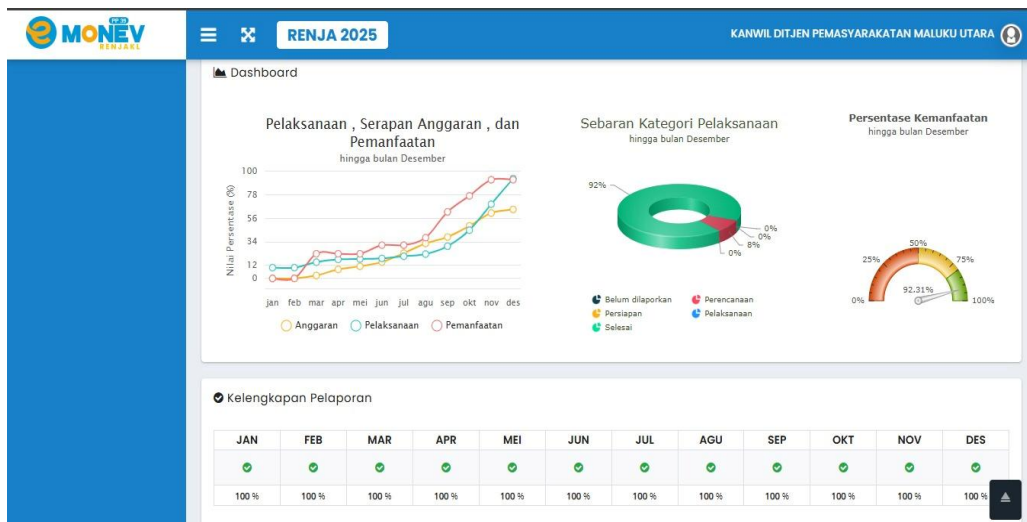 PP 39
e MONEV
RENJAKL
RENJA 2025
KANWIL DITJEN PEMASYARAKATAN MALUKU UTARA
Dashboard
Pelaksanaan , Serapan Anggaran , dan
Pemanfaatan
hingga bulan Desember
Nilai Persentase (%)
100
78
56
34
12
0
jan feb mar apr mei jun jul agu sep okt nov des
Anggaran Pelaksanaan Pemanfaatan
Sebaran Kategori Pelaksanaan
hingga bulan Desember
92%
0%
0%
8%
0%
Belum dilaporkan Perencanaan
Persiapan Pelaksanaan
Selesai
Persentase Kemanfaatan
hingga bulan Desember
50%
25% 75%
92.31%
0% 100%
Kelengkapan Pelaporan
JAN FEB MAR APR MEI JUN JUL AGU SEP OKT NOV DES
100 % 100 % 100 % 100 % 100 % 100 % 100 % 100 % 100 % 100 % 100 % 100 %